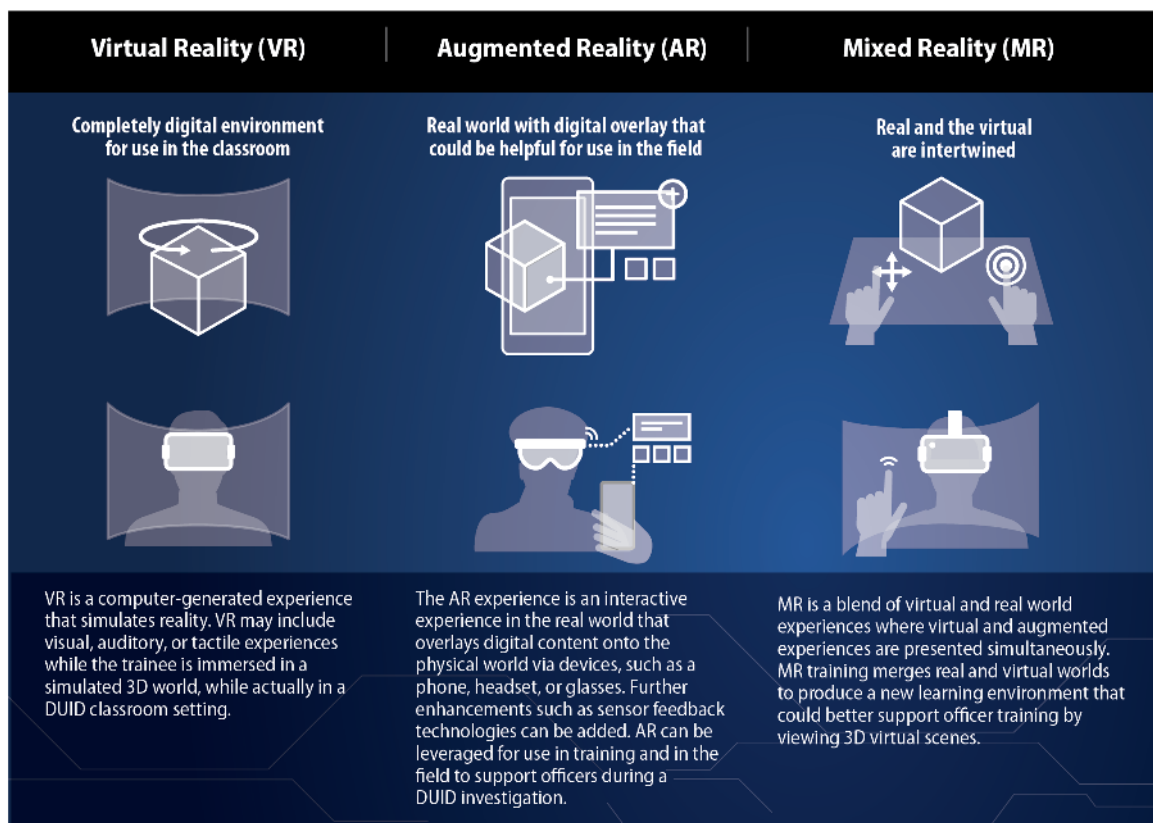 Virtual Reality (VR)
Augmented Reality (AR)
Mixed Reality (MR)
Completely digital environment
for use in the classroom
Real world with digital overlay that
could be helpful for use in the field
Real and the virtual
are intertwined
VR is a computer-generated experience
that simulates reality. VR may include
visual, auditory, or tactile experiences
while the trainee is immersed in a
simulated 3D world, while actually in a
DUID classroom setting.
The AR experience is an interactive
experience in the real world that
overlays digital content onto the
physical world via devices, such as a
phone, headset, or glasses. Further
enhancements such as sensor feedback
technologies can be added. AR can be
leveraged for use in training and in the
field to support officers during a
DUID investigation.
MR is a blend of virtual and real world
experiences where virtual and augmented
experiences are presented simultaneously.
MR training merges real and virtual worlds
to produce a new learning environment that
could better support officer training by
viewing 3D virtual scenes.